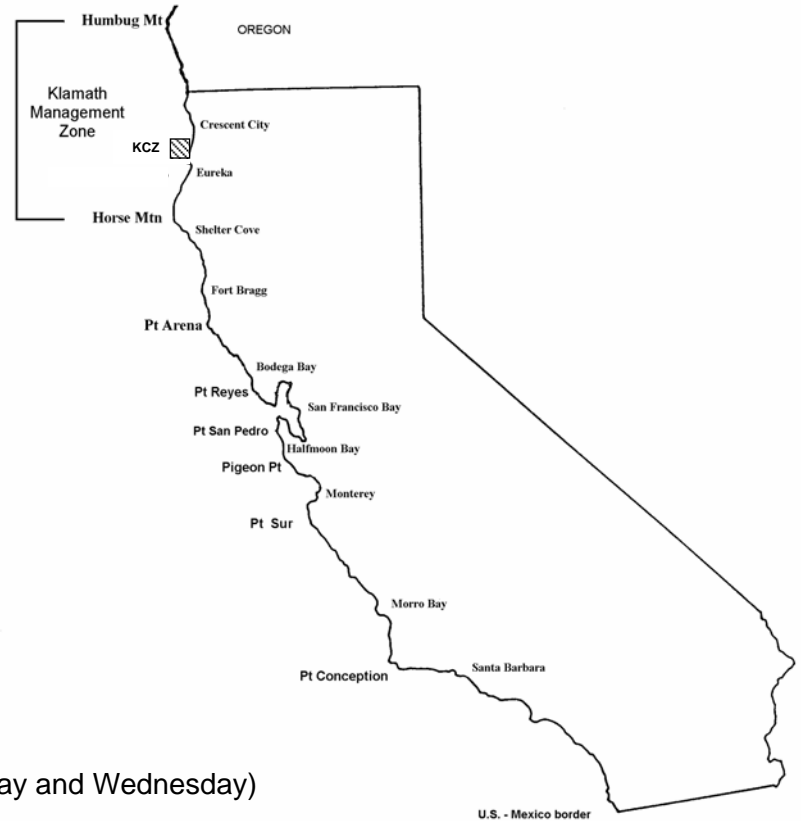 Humbug Mt
OREGON
Klamath
Management
Zone
Crescent City
KCZ
Eureka
Horse Mtn
Shelter Cove
Fort Bragg
Pt Arena
Bodega Bay
Pt Reyes
San Francisco Bay
Pt San Pedro
Halfmoon Bay
Pigeon Pt
Monterey
Pt Sur
Morro Bay
Santa Barbara
Pt Conception
ay and Wednesday)
U.S. - Mexico border